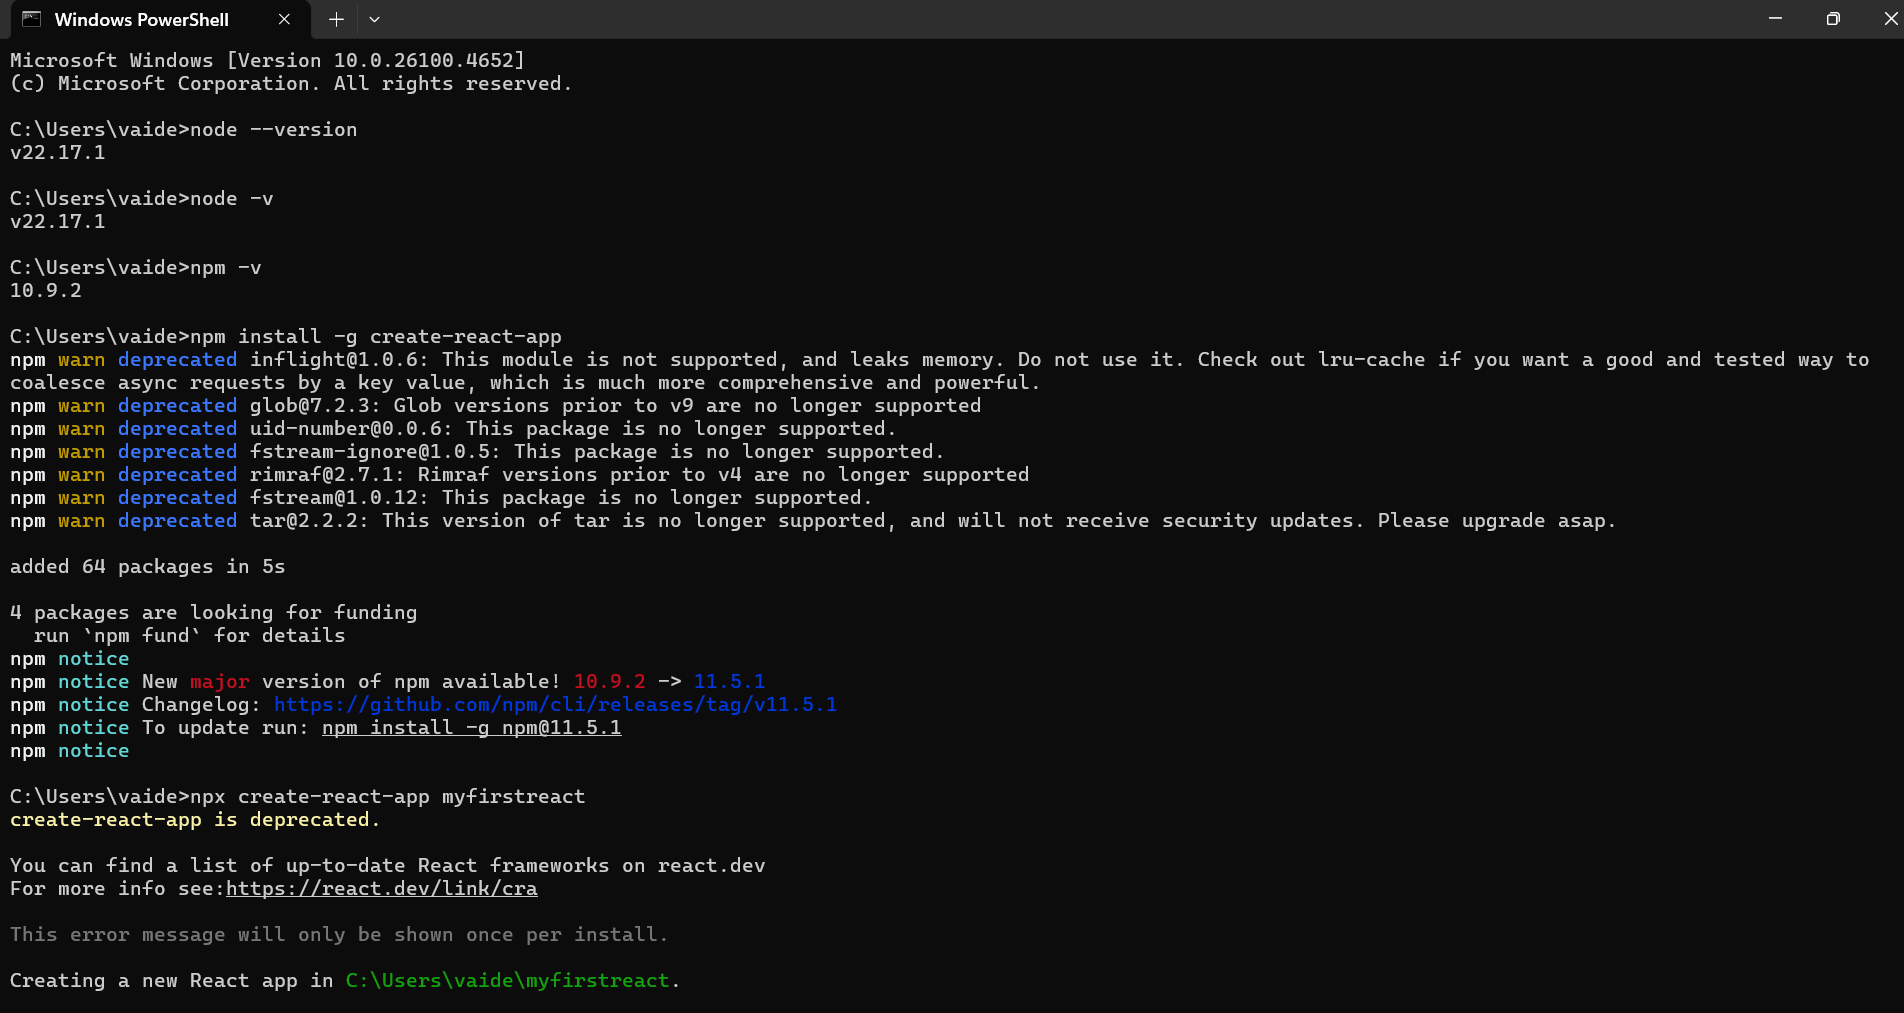 Windows PowerShell
Microsoft Windows [Version 10.0.26100.4652]
(c) Microsoft Corporation. All rights reserved.
C:\Users\vaide>node --version
v22.17.1
C:\Users\vaide>node -v
v22.17.1
C:\Users\vaide>npm -v
10.9.2
C:\Users\vaide>npm install -g create-react-app
npm warn deprecated inflight@1.0.6: This module is not supported, and leaks memory. Do not use it. Check out lru-cache if you want a good and tested way to
coalesce async requests by a key value, which is much more comprehensive and powerful.
npm warn deprecated glob@7.2.3: Glob versions prior to v9 are no longer supported
npm warn deprecated uid-number@0.0.6: This package is no longer supported.
npm warn deprecated fstream-ignore@1.0.5: This package is no longer supported.
npm warn deprecated rimraf@2.7.1: Rimraf versions prior to v4 are no longer supported
npm warn deprecated fstream@1.0.12: This package is no longer supported.
npm warn deprecated tar@2.2.2: This version of tar is no longer supported, and will not receive security updates. Please upgrade asap.
added 64 packages in 5s
4 packages are looking for funding
  run `npm fund` for details
npm notice
npm notice New major version of npm available! 10.9.2 -> 11.5.1
npm notice Changelog: https://github.com/npm/cli/releases/tag/v11.5.1
npm notice To update run: npm install -g npm@11.5.1
npm notice
C:\Users\vaide>npx create-react-app myfirstreact
create-react-app is deprecated.
You can find a list of up-to-date React frameworks on react.dev
For more info see:https://react.dev/link/cra
This error message will only be shown once per install.
Creating a new React app in C:\Users\vaide\myfirstreact.